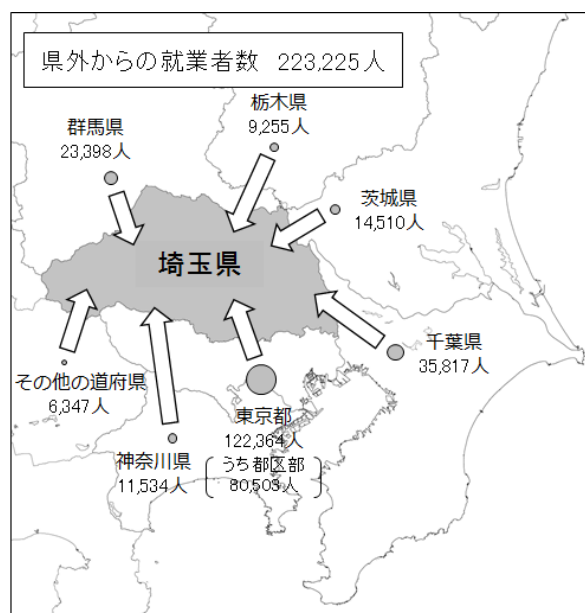 県外からの就業者数 223,225人
栃木県
9,255人
群馬県
23,398人
茨城県
14,510人
埼玉県
千葉県
35,817人
その他の道府県
6,347人
東京都
122,364人
うち都区部
80,503人
神奈川県
11,534人